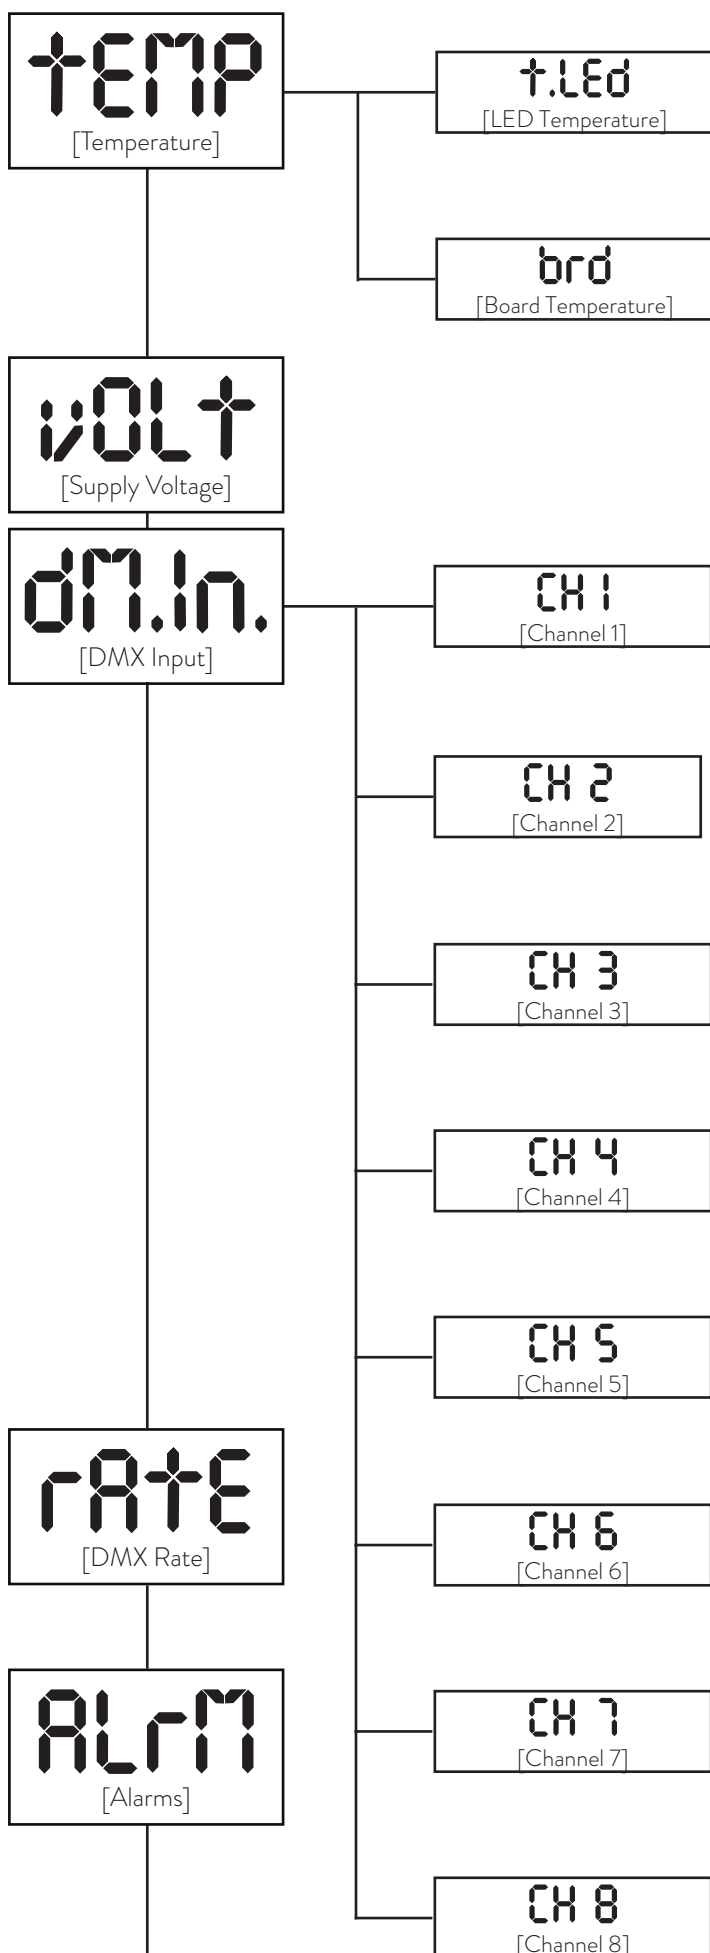 tEMP
[Temperature]
t.LEd
[LED Temperature]
brd
[Board Temperature]
vOLt
[Supply Voltage]
dM.In.
[DMX Input]
CH 1
[Channel 1]
CH 2
[Channel 2]
CH 3
[Channel 3]
CH 4
[Channel 4]
CH 5
[Channel 5]
rAtE
[DMX Rate]
CH 6
[Channel 6]
ALrM
[Alarms]
CH 7
[Channel 7]
CH 8
[Channel 8]